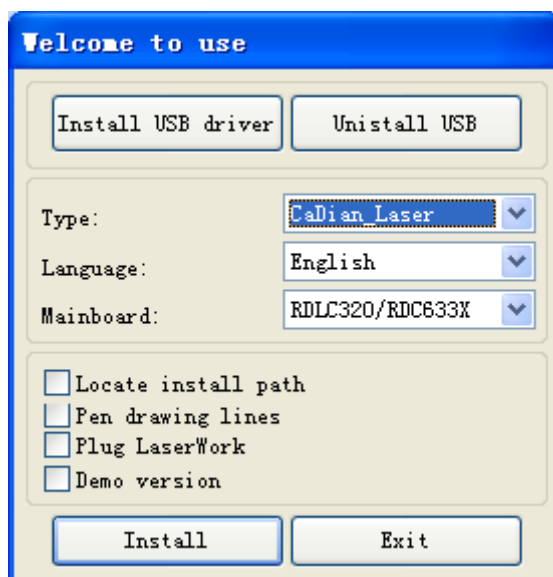 Welcome to use
Install USB driver
Unistall USB
Type:
CaDian_Laser
Language:
English
Mainboard:
RDLC320/RDC633X
Locate install path
Pen drawing lines
Plug LaserWork
Demo version
Install
Exit